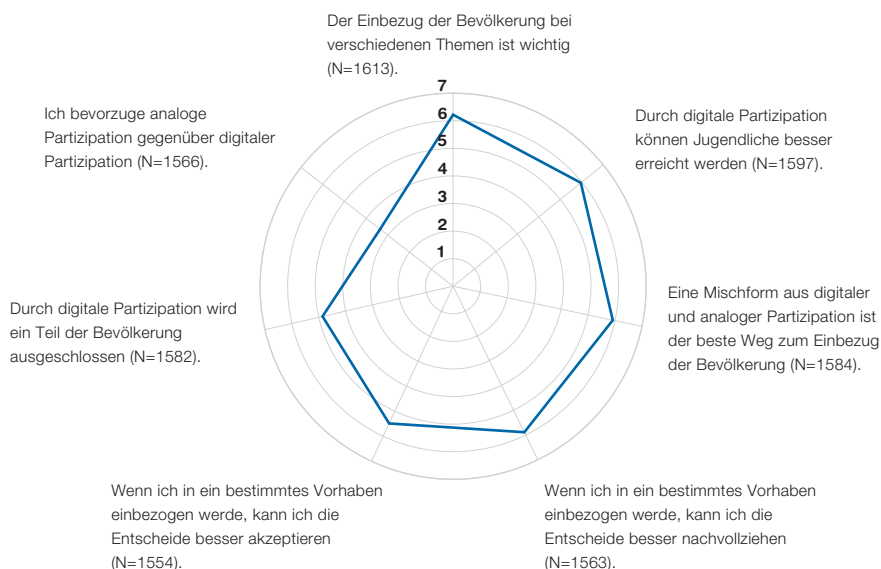 Der Einbezug der Bevölkerung bei
verschiedenen Themen ist wichtig
(N=1613).
Durch digitale Partizipation
können Jugendliche besser
erreicht werden (N=1597).
Eine Mischform aus digitaler
und analoger Partizipation ist
der beste Weg zum Einbezug
der Bevölkerung (N=1584).
Wenn ich in ein bestimmtes Vorhaben
einbezogen werde, kann ich die
Entscheide besser nachvollziehen
(N=1563).
Wenn ich in ein bestimmtes Vorhaben
einbezogen werde, kann ich die
Entscheide besser akzeptieren
(N=1554).
Durch digitale Partizipation wird
ein Teil der Bevölkerung
ausgeschlossen (N=1582).
Ich bevorzuge analoge
Partizipation gegenüber digitaler
Partizipation (N=1566).
7
6
5
4
3
2
1